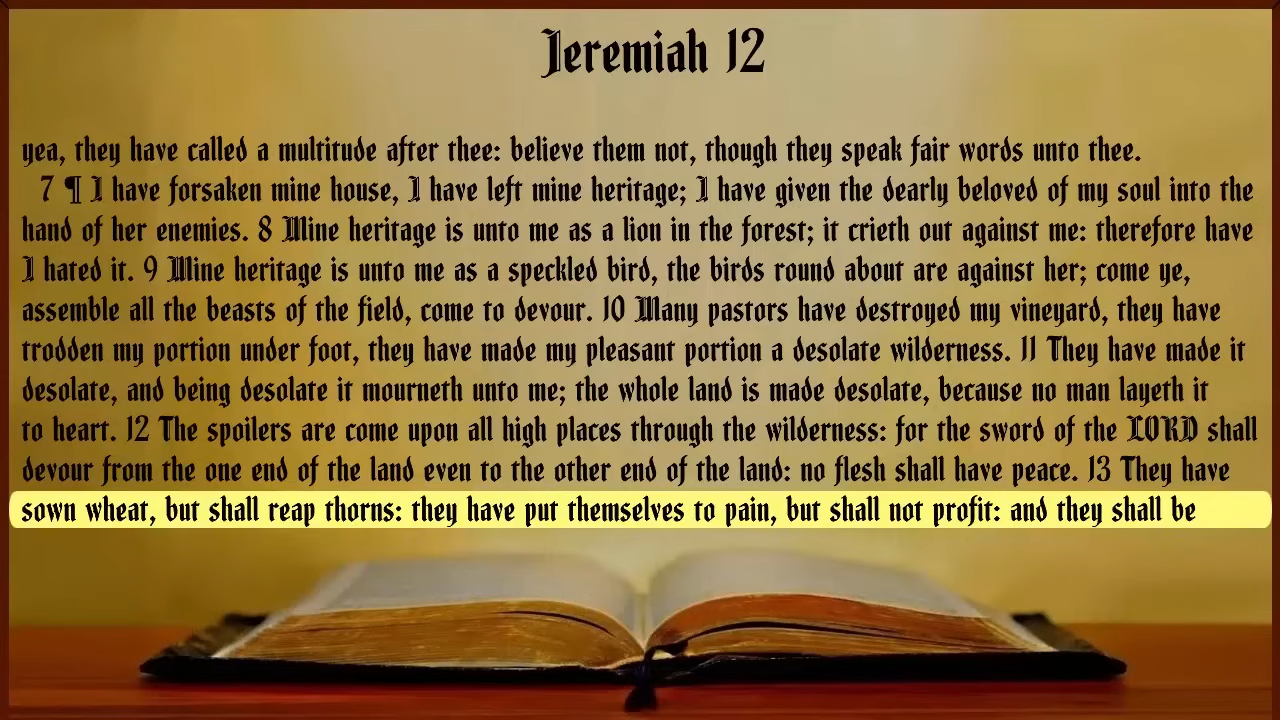 Jeremiah 12
yea, they have called a multitude after thee: believe them not, though they speak fair words unto thee.
7 ¶ I have forsaken mine house, I have left mine heritage; I have given the dearly beloved of my soul into the
hand of her enemies. 8 Mine heritage is unto me as a lion in the forest; it crieth out against me: therefore have
I hated it. 9 Mine heritage is unto me as a speckled bird, the birds round about are against her; come ye,
assemble all the beasts of the field, come to devour. 10 Many pastors have destroyed my vineyard, they have
trodden my portion under foot, they have made my pleasant portion a desolate wilderness. 11 They have made it
desolate, and being desolate it mourneth unto me; the whole land is made desolate, because no man layeth it
to heart. 12 The spoilers are come upon all high places through the wilderness: for the sword of the LORD shall
devour from the one end of the land even to the other end of the land: no flesh shall have peace. 13 They have
sown wheat, but shall reap thorns: they have put themselves to pain, but shall not profit: and they shall be